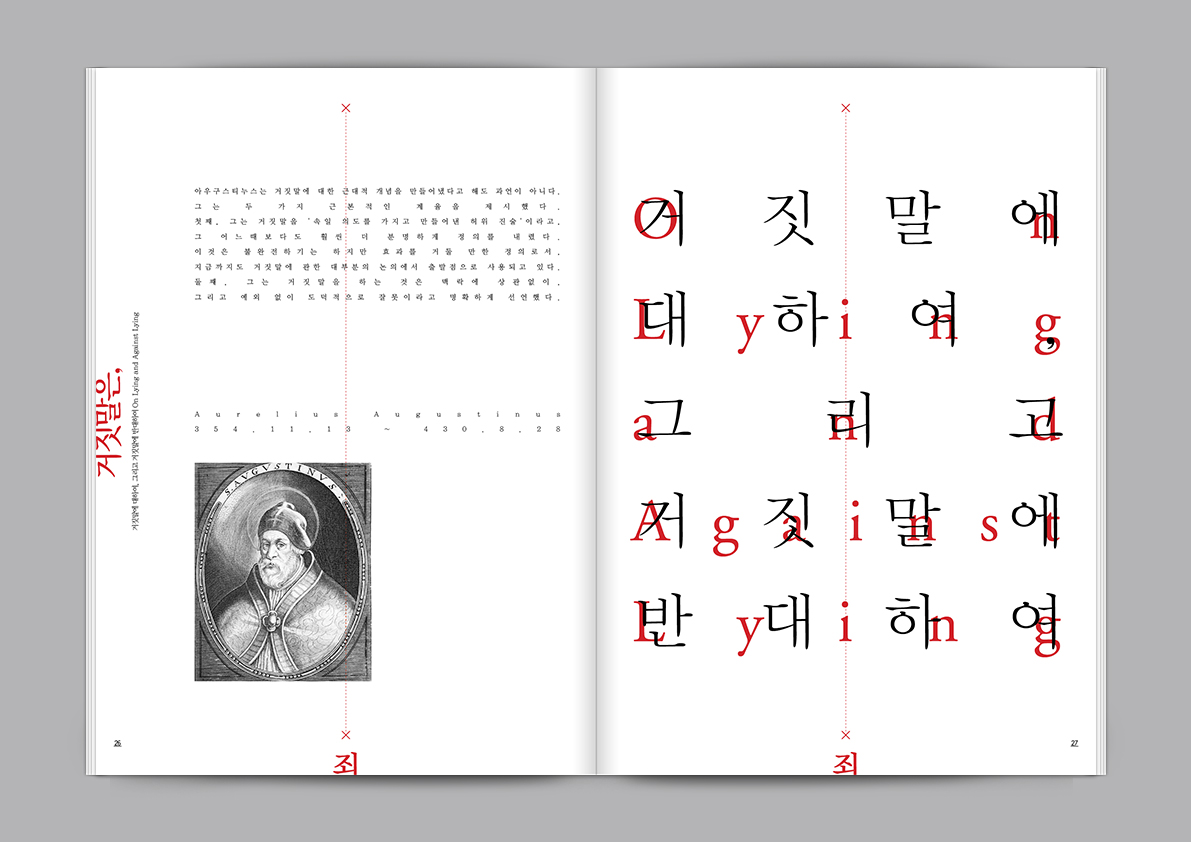 아우구스티누스는 거짓말에 대한 근대적 개념을 만들어냈다고 해도 과언이 아니다.
그는 두 가지 근본적인 계율을 제시했다.
첫째, 그는 거짓말을 '속일 의도를 가지고 만들어낸 허위 진술'이라고,
그 어느때보다도 훨씬 더 분명하게 정의를 내렸다.
이것은 불완전하기는 하지만 효과를 거둘 만한 정의로서,
지금까지도 거짓말에 관한 대부분의 논의에서 출발점으로 사용되고 있다.
둘째, 그는 거짓말을 하는 것은 맥락에 상관없이,
그리고 예외 없이 도덕적으로 잘못이라고 명확하게 선언했다.
거짓말은,
거짓말에 대하여, 그리고 거짓말에 반대하여 On Lying and Against Lying
Aurelius Augustinus
354.11.13 ~ 430.8.28
S. AVGVSTINVS.
26
죄
거짓말에
On
대하여,
Lying
그리고
and
거짓말에
Against
반대하여
Lying
27
죄